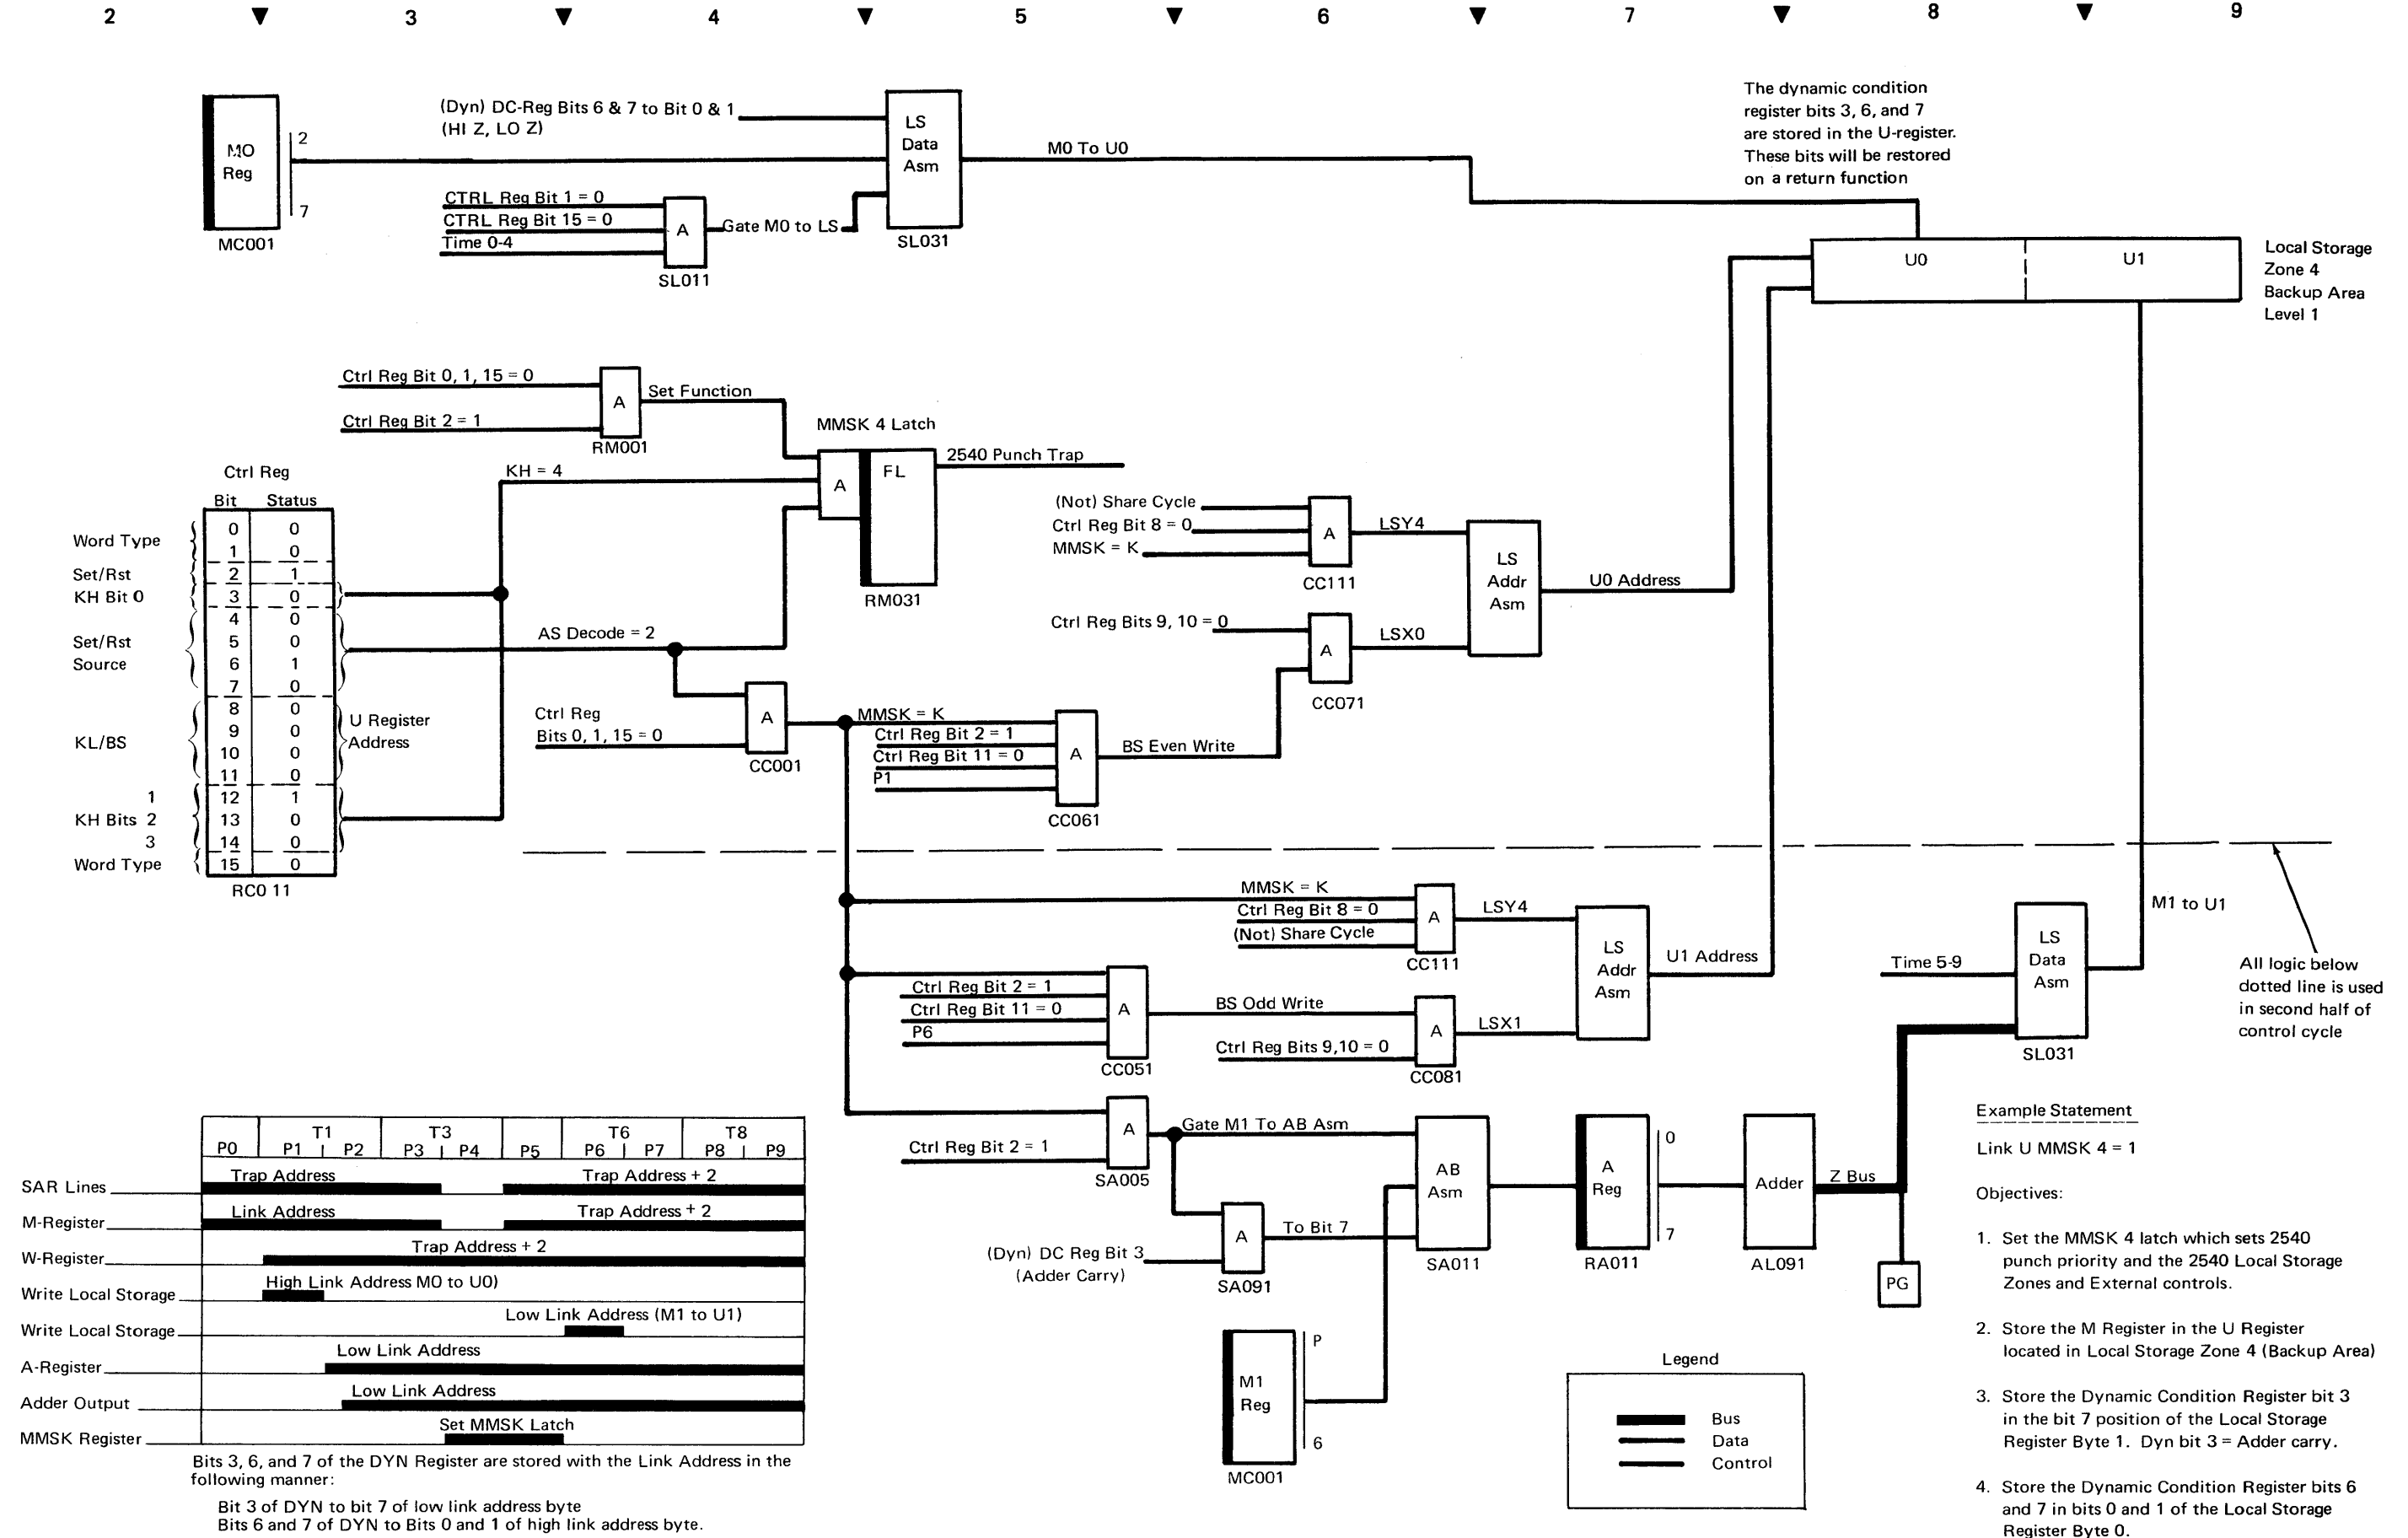 2 3 4 5 6 7 8 9
The dynamic condition
register bits 3, 6, and 7
are stored in the U-register.
These bits will be restored
on a return function
(Dyn) DC-Reg Bits 6 & 7 to Bit 0 & 1
(HI Z, LO Z)
MO
Reg
2
7
MC001
LS
Data
Asm
SL031
M0 To U0
CTRL Reg Bit 1 = 0
CTRL Reg Bit 15 = 0
Time 0-4
A
SL011
Gate M0 to LS
U0
U1
Local Storage
Zone 4
Backup Area
Level 1
Ctrl Reg Bit 0, 1, 15 = 0
Ctrl Reg Bit 2 = 1
A
RM001
Set Function
MMSK 4 Latch
KH = 4
A
FL
RM031
2540 Punch Trap
Ctrl Reg
Bit Status
0 0
1 0
2 1
3 0
4 0
5 0
6 1
7 0
8 0
9 0
10 0
11 0
12 1
13 0
14 0
15 0
RC0 11
Word Type
Set/Rst
KH Bit 0
Set/Rst
Source
KL/BS
1
KH Bits 2
3
Word Type
U Register
Address
AS Decode = 2
Ctrl Reg
Bits 0, 1, 15 = 0
A
CC001
MMSK = K
Ctrl Reg Bit 2 = 1
Ctrl Reg Bit 11 = 0
P1
A
CC061
BS Even Write
(Not) Share Cycle
Ctrl Reg Bit 8 = 0
MMSK = K
A
CC111
LSY4
Ctrl Reg Bits 9, 10 = 0
A
CC071
LSX0
LS
Addr
Asm
U0 Address
MMSK = K
Ctrl Reg Bit 8 = 0
(Not) Share Cycle
A
CC111
LSY4
Ctrl Reg Bit 2 = 1
Ctrl Reg Bit 11 = 0
P6
A
CC051
BS Odd Write
Ctrl Reg Bits 9,10 = 0
A
CC081
LSX1
LS
Addr
Asm
U1 Address
Time 5-9
LS
Data
Asm
SL031
M1 to U1
All logic below
dotted line is used
in second half of
control cycle
Ctrl Reg Bit 2 = 1
A
SA005
Gate M1 To AB Asm
(Dyn) DC Reg Bit 3
(Adder Carry)
A
SA091
To Bit 7
AB
Asm
SA011
A
Reg
0
7
RA011
Adder
AL091
Z Bus
PG
M1
Reg
P
6
MC001
T1 T3 T6 T8
P0 P1 P2 P3 P4 P5 P6 P7 P8 P9
SAR Lines
Trap Address
Trap Address + 2
M-Register
Link Address
Trap Address + 2
W-Register
Trap Address + 2
Write Local Storage
High Link Address M0 to U0)
Write Local Storage
Low Link Address (M1 to U1)
A-Register
Low Link Address
Adder Output
Low Link Address
MMSK Register
Set MMSK Latch
Bits 3, 6, and 7 of the DYN Register are stored with the Link Address in the
following manner:
Bit 3 of DYN to bit 7 of low link address byte
Bits 6 and 7 of DYN to Bits 0 and 1 of high link address byte.
Legend
Bus
Data
Control
Example Statement
Link U MMSK 4 = 1
Objectives:
1. Set the MMSK 4 latch which sets 2540
punch priority and the 2540 Local Storage
Zones and External controls.
2. Store the M Register in the U Register
located in Local Storage Zone 4 (Backup Area)
3. Store the Dynamic Condition Register bit 3
in the bit 7 position of the Local Storage
Register Byte 1. Dyn bit 3 = Adder carry.
4. Store the Dynamic Condition Register bits 6
and 7 in bits 0 and 1 of the Local Storage
Register Byte 0.